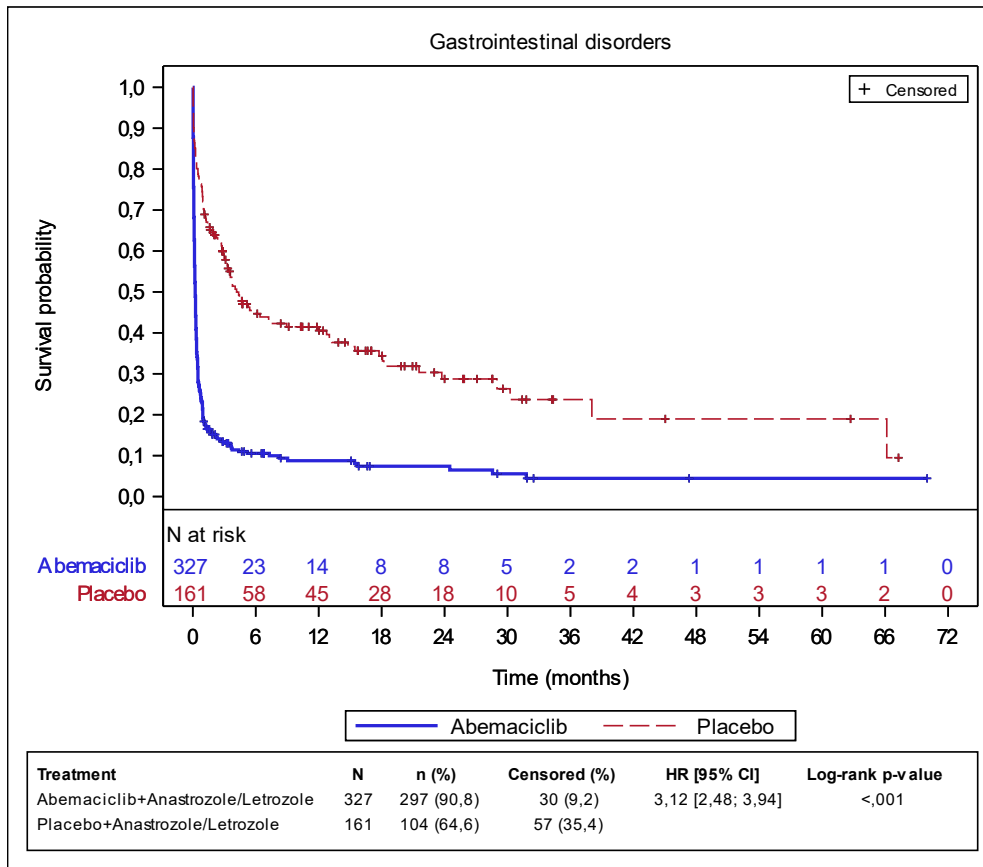 Gastrointestinal disorders
+ Censored
Survival probability
1,0
0,9
0,8
0,7
0,6
0,5
0,4
0,3
0,2
0,1
0,0
N at risk
Abemaciclib 327 23 14 8 8 5 2 2 1 1 1 1 0
Placebo 161 58 45 28 18 10 5 4 3 3 3 2 0
0 6 12 18 24 30 36 42 48 54 60 66 72
Time (months)
Abemaciclib Placebo
Treatment N n (%) Censored (%) HR [95% CI] Log-rank p-value
Abemaciclib+Anastrozole/Letrozole 327 297 (90,8) 30 (9,2) 3,12 [2,48; 3,94] <,001
Placebo+Anastrozole/Letrozole 161 104 (64,6) 57 (35,4)